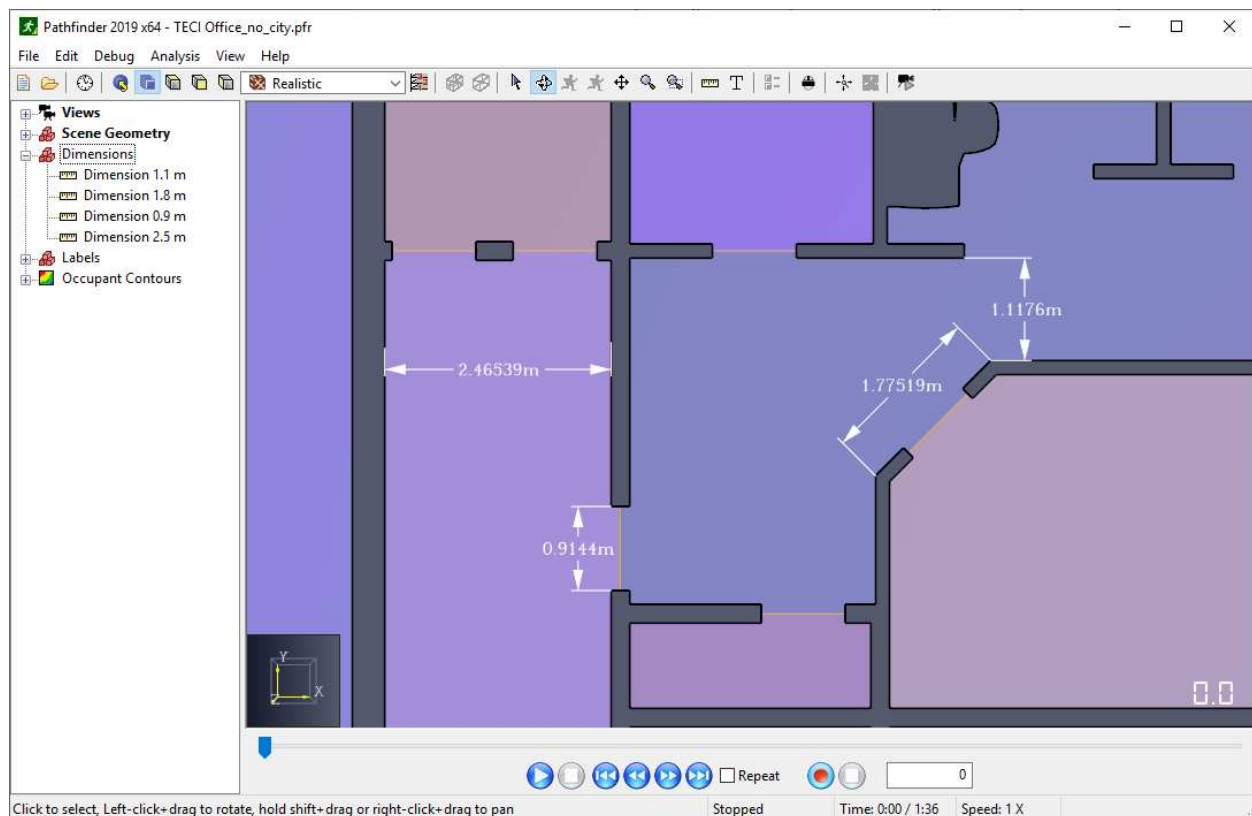 Pathfinder 2019 x64 - TECI Office_no_city.pfr
File Edit Debug Analysis View Help
Realistic
Views
Scene Geometry
Dimensions
Dimension 1.1 m
Dimension 1.8 m
Dimension 0.9 m
Dimension 2.5 m
Labels
Occupant Contours
1.1176m
2.46539m
1.77519m
0.9144m
Y
X
Z
0.0
Repeat
0
Click to select, Left-click+drag to rotate, hold shift+drag or right-click+drag to pan
Stopped
Time: 0:00 / 1:36
Speed: 1 X